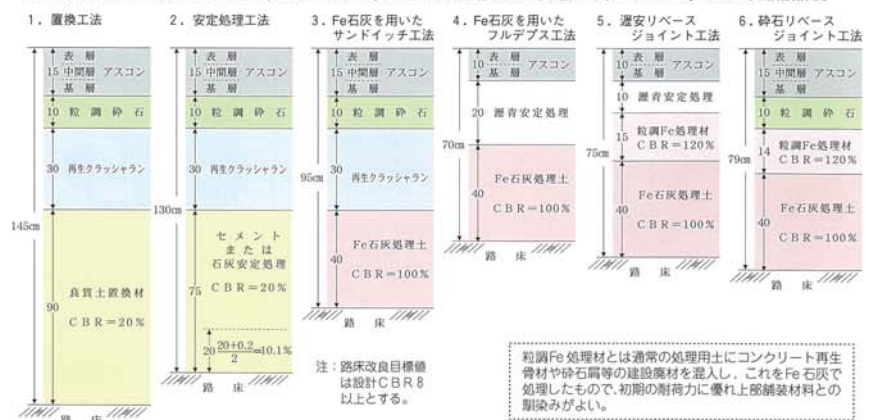 1. 置換工法
15
表層
中間層 アスコン
基層
10 粒調砕石
30 再生クラッシャラン
145cm
90
良質土置換材
CBR=20%
路床
2. 安定処理工法
15
表層
中間層 アスコン
基層
10 粒調砕石
30 再生クラッシャラン
130cm
75
セメント
または
石灰安定処理
CBR=20%
20 20+0.2/2=10.1%
路床
3. Fe石灰を用いた
サンドイッチ工法
15
表層
中間層 アスコン
基層
10 粒調砕石
30 再生クラッシャラン
95cm
40
Fe石灰処理土
CBR=100%
路床
注:路床改良目標値
は設計CBR8
以上とする。
4. Fe石灰を用いた
フルデプス工法
10
表層
アスコン
基層
20 瀝青安定処理
70cm
40
Fe石灰処理土
CBR=100%
路床
5. 瀝安リベース
ジョイント工法
10
表層
アスコン
基層
10 瀝青安定処理
15
粒調Fe処理材
CBR=120%
75cm
40
Fe石灰処理土
CBR=100%
路床
6. 砕石リベース
ジョイント工法
15
表層
中間層 アスコン
基層
10 粒調砕石
14
粒調Fe処理材
CBR=120%
79cm
40
Fe石灰処理土
CBR=100%
路床
粒調Fe処理材とは通常の処理用土にコンクリート再生
骨材や砕石屑等の建設廃材を混入し、これをFe石灰で
処理したもので、初期の耐荷力に優れ上部舗装材料との
馴染みがよい。